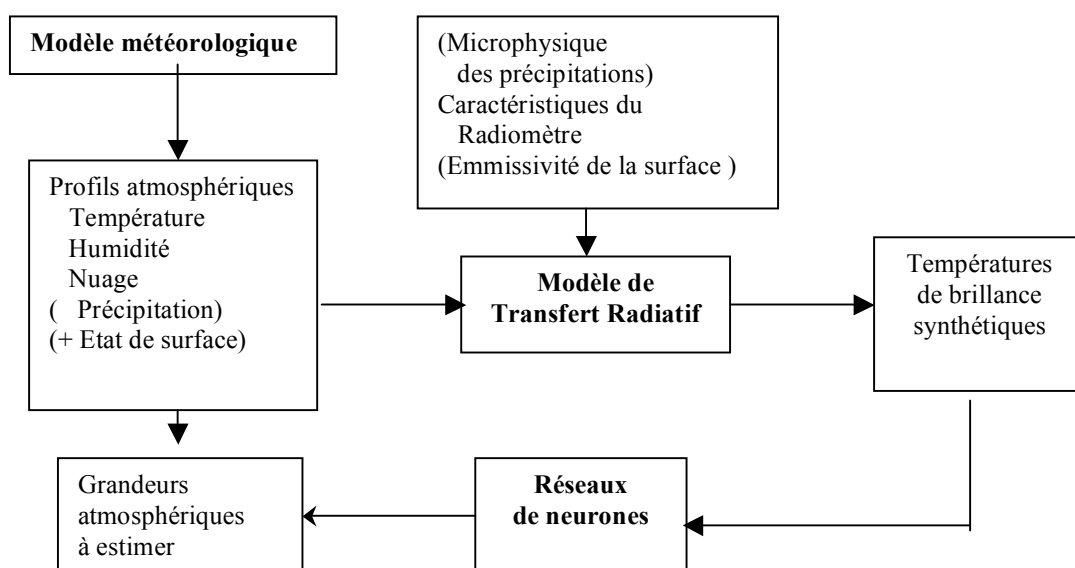 Modèle météorologique
(Microphysique
des précipitations)
Caractéristiques du
Radiomètre
(Emmissivité de la surface )
Profils atmosphériques
Température
Humidité
Nuage
( Précipitation)
(+ Etat de surface)
Modèle de
Transfert Radiatif
Températures
de brillance
synthétiques
Grandeurs
atmosphériques
à estimer
Réseaux
de neurones